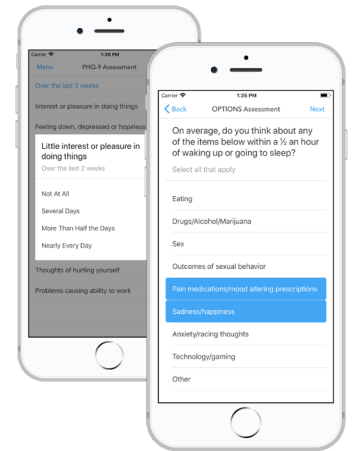 Carrier
1:38 PM
Menu
PHQ-9 Assessment
Over the last 2 weeks
Interest or pleasure in doing things
Feeling down, depressed or hopeless
Little interest or pleasure in
doing things
Over the last 2 weeks
Not At All
Several Days
More Than Half the Days
Nearly Every Day
Thoughts of hurting yourself
Problems causing ability to work
Carrier
1:35 PM
Back
OPTIONS Assessment
Next
On average, do you think about any
of the items below within a ½ an hour
of waking up or going to sleep?
Select all that apply
Eating
Drugs/Alcohol/Marijuana
Sex
Outcomes of sexual behavior
Pain medications/mood altering prescriptions
Sadness/happiness
Anxiety/racing thoughts
Technology/gaming
Other